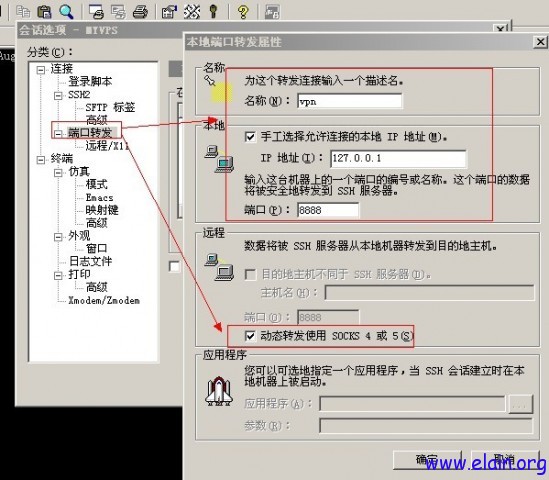 会话选项 - MYVPS
分类(C):
连接
登录脚本
SSH2
SFTP 标签
高级
端口转发
远程/X11
终端
仿真
模式
Emacs
映射键
高级
外观
窗口
日志文件
打印
高级
Xmodem/Zmodem
Aug
在
本地端口转发属性
名称
为这个转发连接输入一个描述名。
名称(N): vpn
本地
手工选择允许连接的本地 IP 地址(M)。
IP 地址(I): 127.0.0.1
输入这台机器上的一个端口的编号或名称。这个端口的数据
将被安全地转发到 SSH 服务器。
端口(P): 8888
远程
数据将被 SSH 服务器从本地机器转发到目的地主机。
目的地主机不同于 SSH 服务器(D)。
主机名(H):
端口(O): 8888
动态转发使用 SOCKS 4 或 5(S)
应用程序
您可以可选地指定一个应用程序，当 SSH 会话建立时在本
地机器上被启动。
应用程序(A):
...
参数(R):
确定
取消
www.elain.org